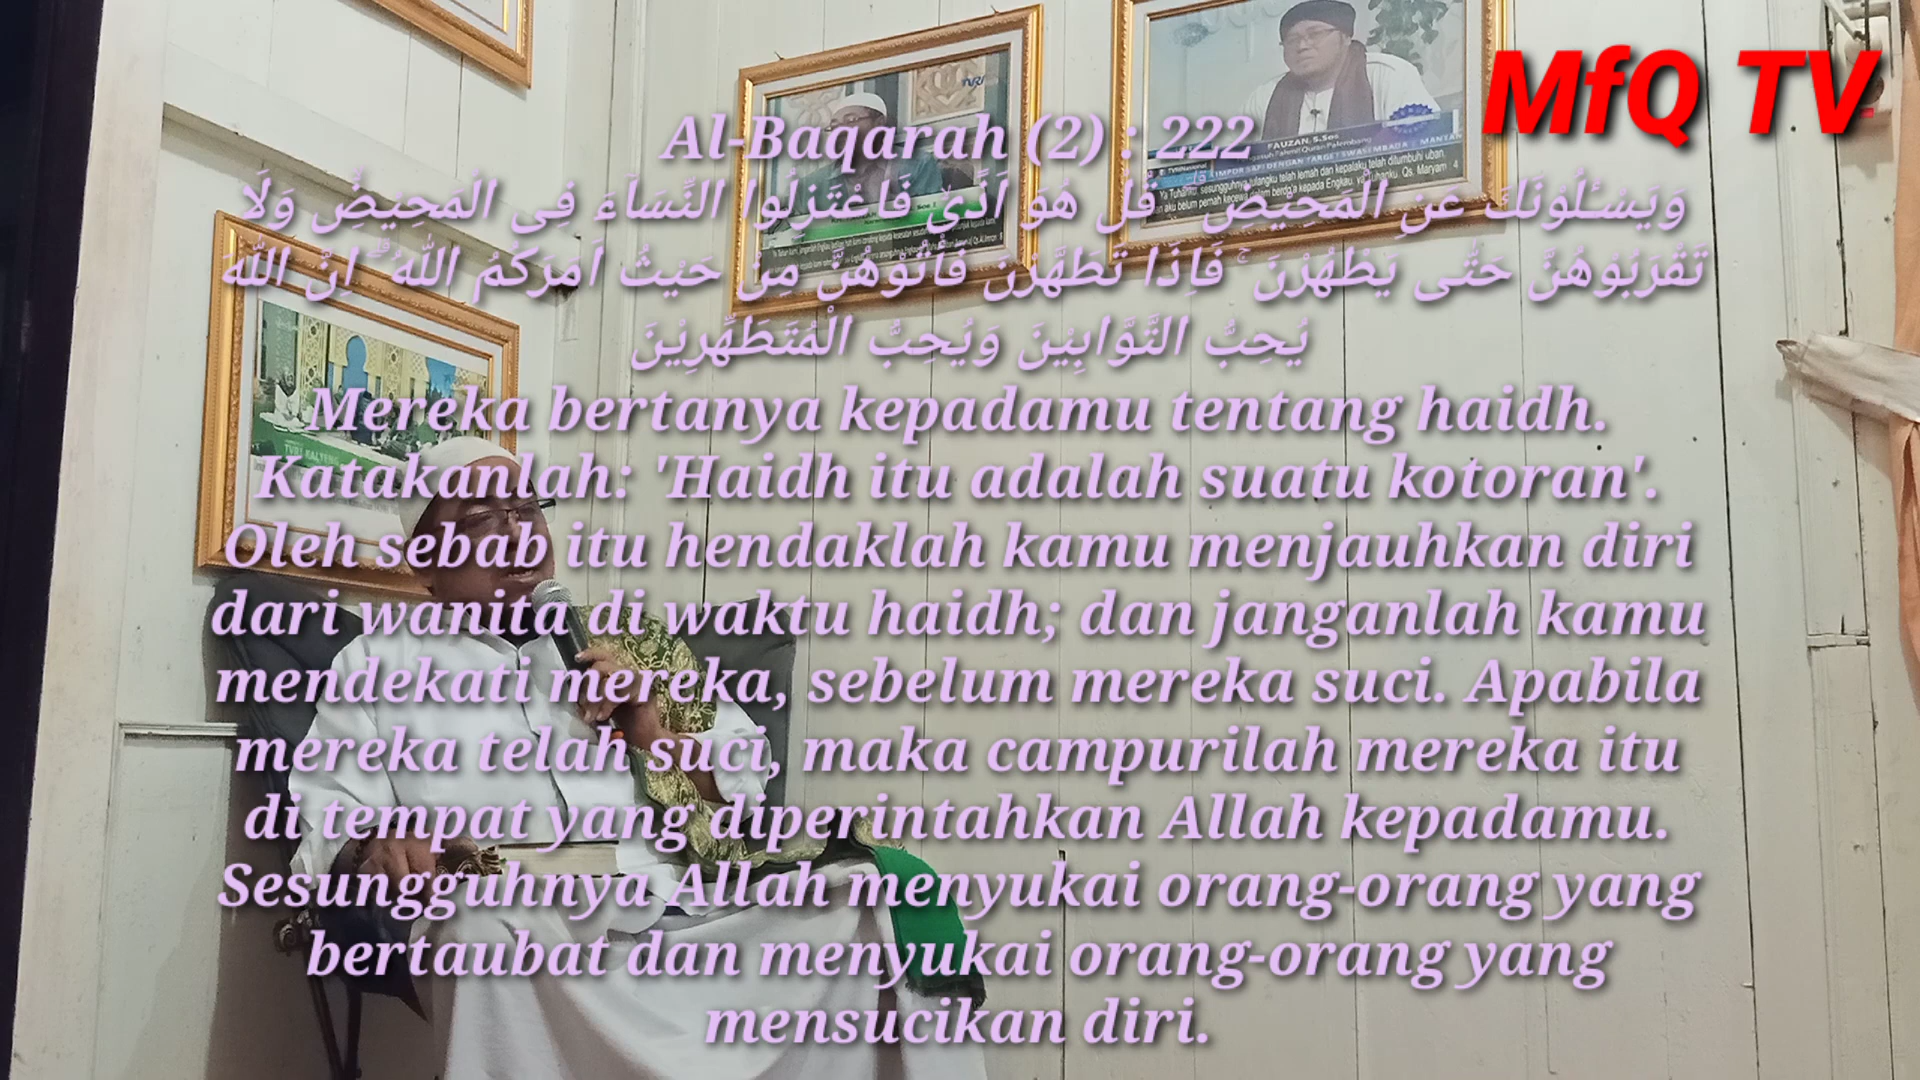 MfQ TV
Al-Baqarah (2) : 222
وَيَسْـَٔلُوْنَكَ عَنِ الْمَحِيْضِۗ قُلْ هُوَ اَذًىۙ فَاعْتَزِلُوا النِّسَاۤءَ فِى الْمَحِيْضِۙ وَلَا
تَقْرَبُوْهُنَّ حَتّٰى يَطْهُرْنَ ۚ فَاِذَا تَطَهَّرْنَ فَأْتُوْهُنَّ مِنْ حَيْثُ اَمَرَكُمُ اللّٰهُ ۗ اِنَّ اللّٰهَ
يُحِبُّ التَّوَّابِيْنَ وَيُحِبُّ الْمُتَطَهِّرِيْنَ
Mereka bertanya kepadamu tentang haidh.
Katakanlah: 'Haidh itu adalah suatu kotoran'.
Oleh sebab itu hendaklah kamu menjauhkan diri
dari wanita di waktu haidh; dan janganlah kamu
mendekati mereka, sebelum mereka suci. Apabila
mereka telah suci, maka campurilah mereka itu
di tempat yang diperintahkan Allah kepadamu.
Sesungguhnya Allah menyukai orang-orang yang
bertaubat dan menyukai orang-orang yang
mensucikan diri.
FAUZAN, S.Sos
TVRI KALTENG